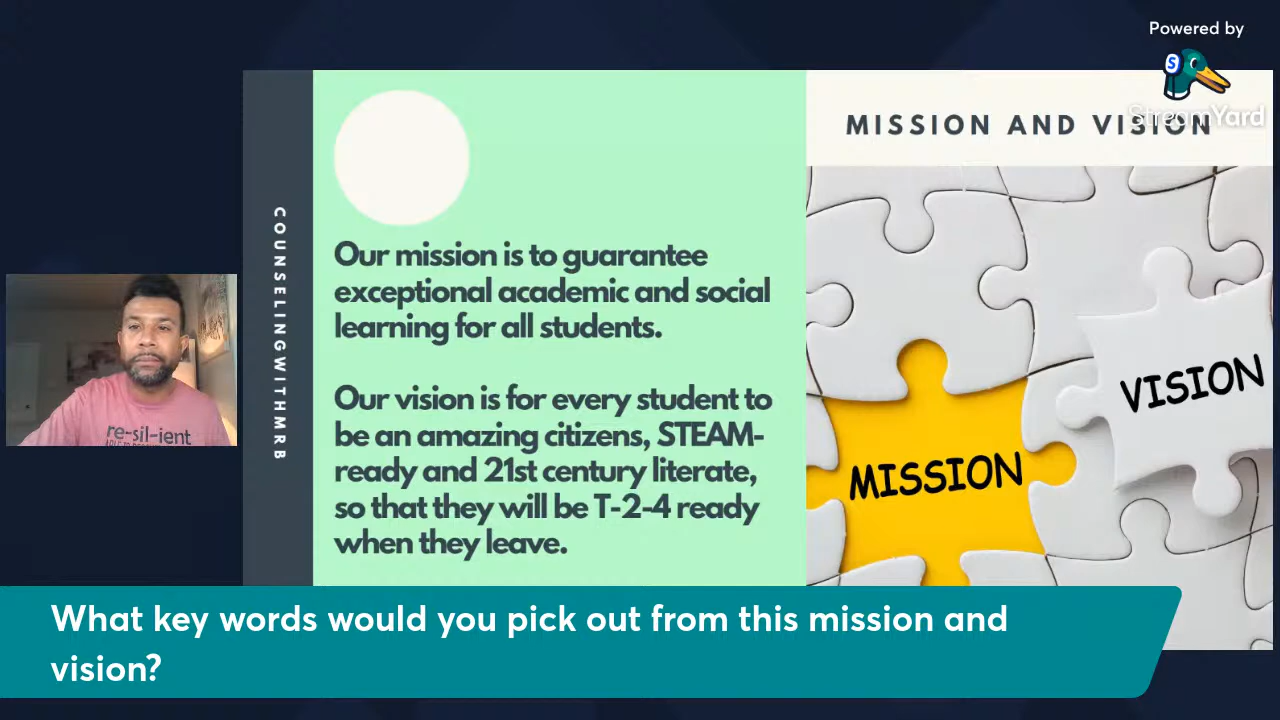 Powered by
StreamYard
MISSION AND VISION
COUNSELINGWITHMRB
Our mission is to guarantee
exceptional academic and social
learning for all students.
Our vision is for every student to
be an amazing citizens, STEAM-
ready and 21st century literate,
so that they will be T-2-4 ready
when they leave.
VISION
MISSION
re-sil-ient
What key words would you pick out from this mission and
vision?